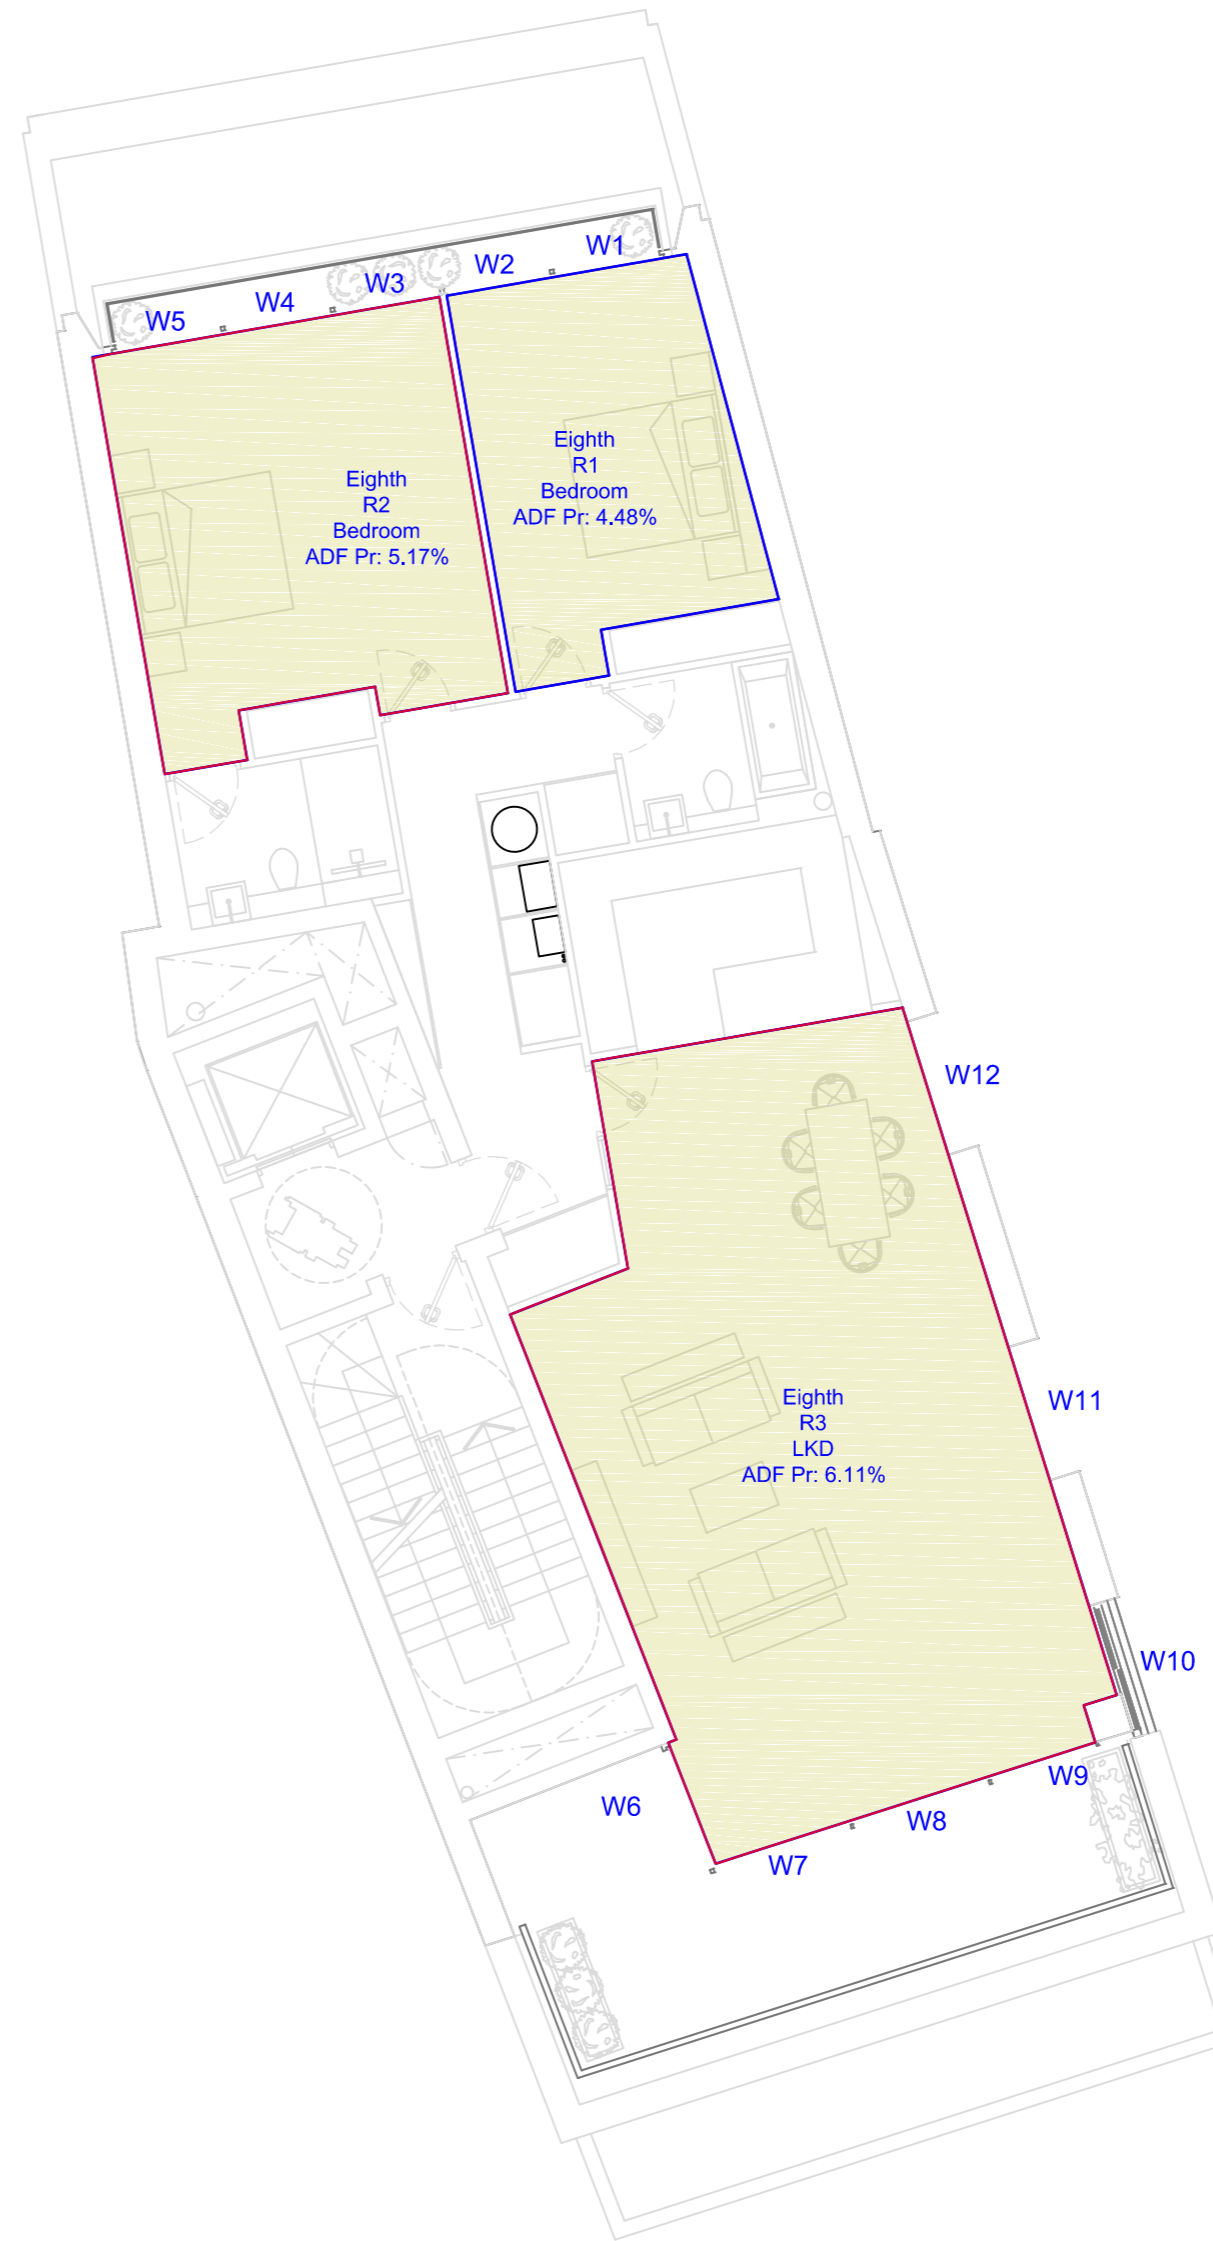 W1
W2
W3
W4
W5
Eighth
R1
Bedroom
ADF Pr: 4.48%
Eighth
R2
Bedroom
ADF Pr: 5.17%
W12
W11
Eighth
R3
LKD
ADF Pr: 6.11%
W10
W9
W6
W8
W7